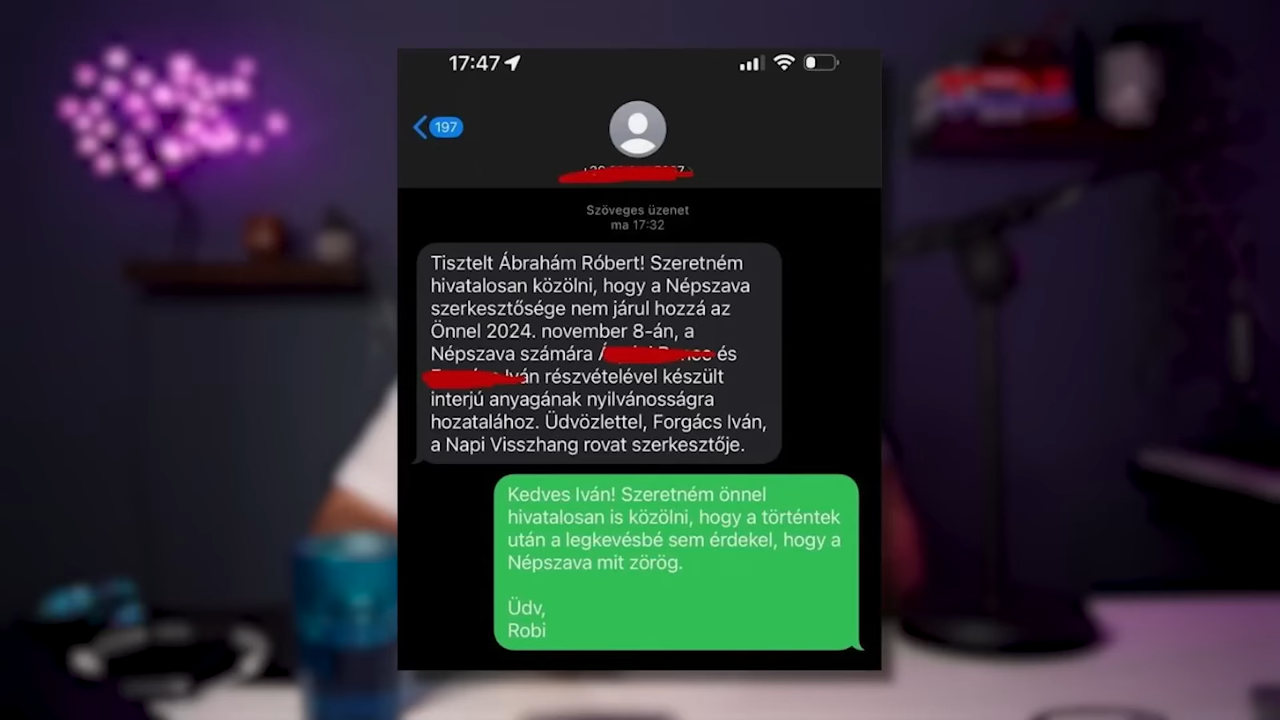 17:47
197
Szöveges üzenet
ma 17:32
Tisztelt Ábrahám Róbert! Szeretném
hivatalosan közölni, hogy a Népszava
szerkesztősége nem járul hozzá az
Önnel 2024. november 8-án, a
Népszava számára és
részvételével készült
interjú anyagának nyilvánosságra
hozatalához. Üdvözlettel, Forgács Iván,
a Napi Visszhang rovat szerkesztője.
Kedves Iván! Szeretném önnel
hivatalosan is közölni, hogy a történtek
után a legkevésbé sem érdekel, hogy a
Népszava mit zörög.
Üdv,
Robi